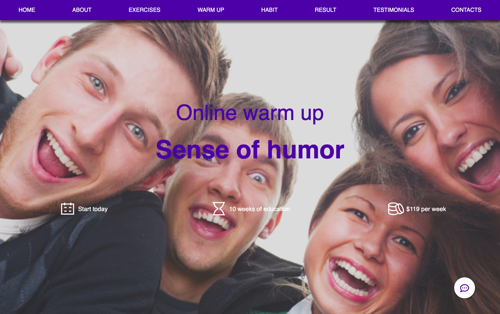 HOME ABOUT EXERCISES WARM UP HABIT RESULT TESTIMONIALS CONTACTS
Online warm up
Sense of humor
Start today 10 weeks of education $119 per week